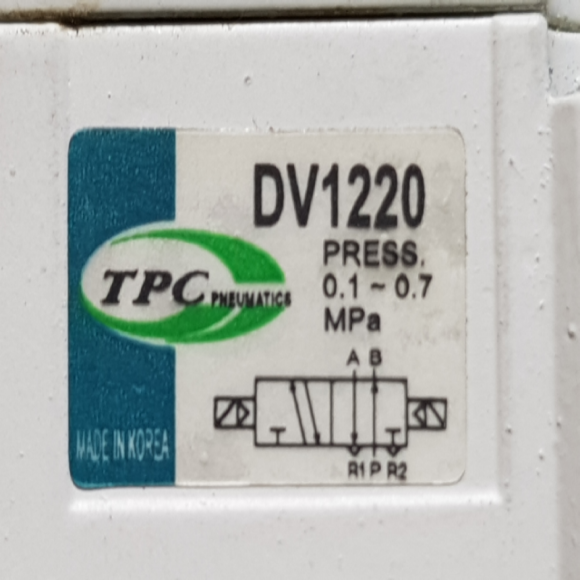 DV1220
PRESS.
0.1 ~ 0.7
MPa
TPC PNEUMATICS
A B
R1 P R2
MADE IN KOREA